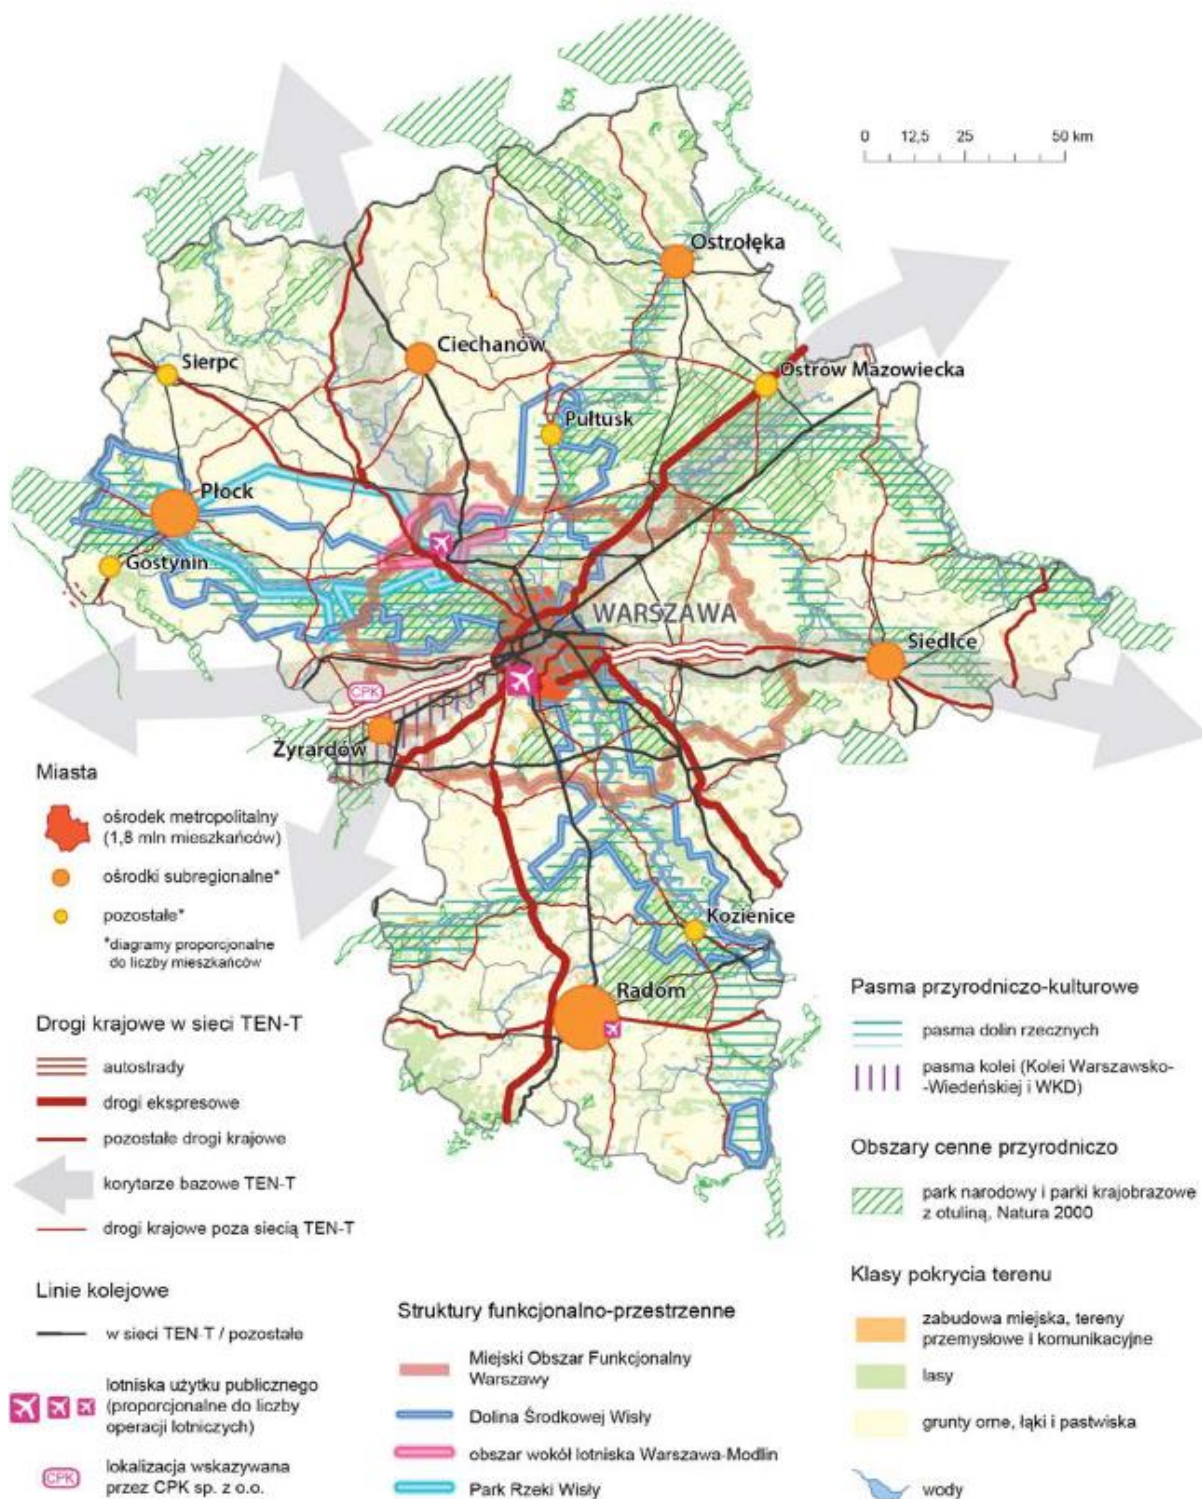 0 12,5 25 50 km
Ostrołęka
Ciechanów
Sierpc
Ostrów Mazowiecka
Pułtusk
Płock
Gostynin
WARSZAWA
Siedlce
CPK
Żyrardów
Kozienice
Radom
Miasta
ośrodek metropolitalny
(1,8 mln mieszkańców)
ośrodki subregionalne*
pozostałe*
*diagramy proporcjonalne
do liczby mieszkańców
Drogi krajowe w sieci TEN-T
autostrady
drogi ekspresowe
pozostałe drogi krajowe
korytarze bazowe TEN-T
drogi krajowe poza siecią TEN-T
Linie kolejowe
w sieci TEN-T / pozostałe
lotniska użytku publicznego
(proporcjonalne do liczby
operacji lotniczych)
CPK
lokalizacja wskazywana
przez CPK sp. z o.o.
Struktury funkcjonalno-przestrzenne
Miejski Obszar Funkcjonalny
Warszawy
Dolina Środkowej Wisły
obszar wokół lotniska Warszawa-Modlin
Park Rzeki Wisły
Pasma przyrodniczo-kulturowe
pasma dolin rzecznych
pasma kolei (Kolei Warszawsko-
-Wiedeńskiej i WKD)
Obszary cenne przyrodniczo
park narodowy i parki krajobrazowe
z otuliną, Natura 2000
Klasy pokrycia terenu
zabudowa miejska, tereny
przemysłowe i komunikacyjne
lasy
grunty orne, łąki i pastwiska
wody